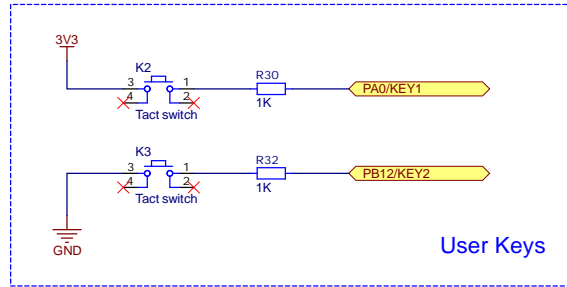 3V3
K2
3
1
4
2
Tact switch
R30
1K
PA0/KEY1
K3
3
1
4
2
Tact switch
R32
1K
PB12/KEY2
GND
User Keys